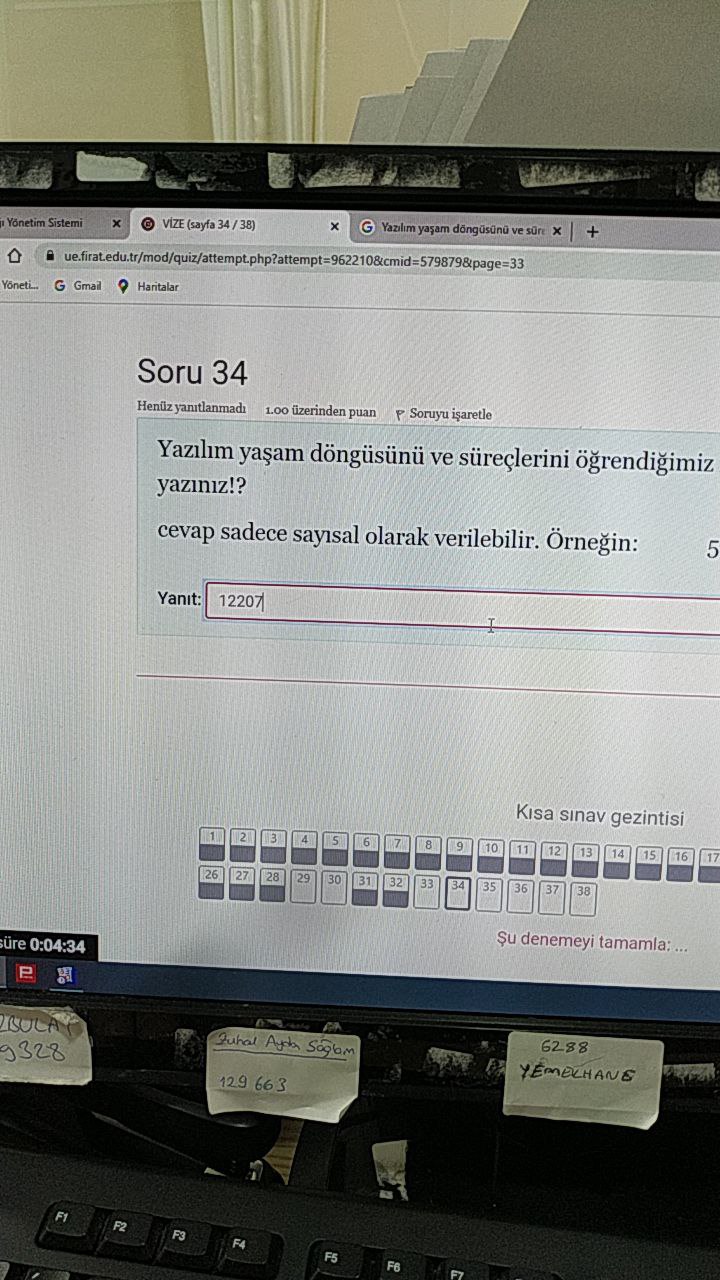 Yönetim Sistemi
VİZE (sayfa 34 / 38)
Yazılım yaşam döngüsünü ve sür
ue.firat.edu.tr/mod/quiz/attempt.php?attempt=962210&cmid=579879&page=33
Yöneti...
Gmail
Haritalar
Soru 34
Henüz yanıtlanmadı 1.00 üzerinden puan Soruyu işaretle
Yazılım yaşam döngüsünü ve süreçlerini öğrendiğimiz
yazınız!?
cevap sadece sayısal olarak verilebilir. Örneğin: 5
Yanıt: 12207
Kısa sınav gezintisi
1 2 3 4 5 6 7 8 9 10 11 12 13 14 15 16 17
26 27 28 29 30 31 32 33 34 35 36 37 38
Şu denemeyi tamamla: ...
süre 0:04:34
9328
Zuhal Ayda Sağlam
129 663
6288
YEMEKHANE
F1 F2 F3 F4 F5 F6 F7